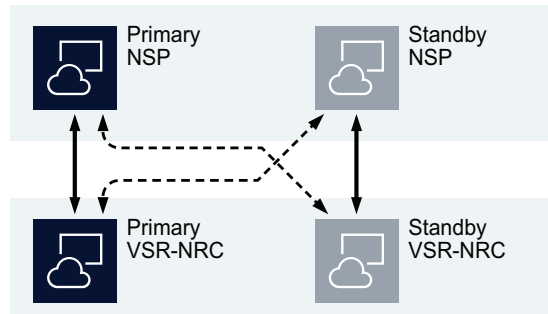 Primary
NSP
Standby
NSP
Primary
VSR-NRC
Standby
VSR-NRC